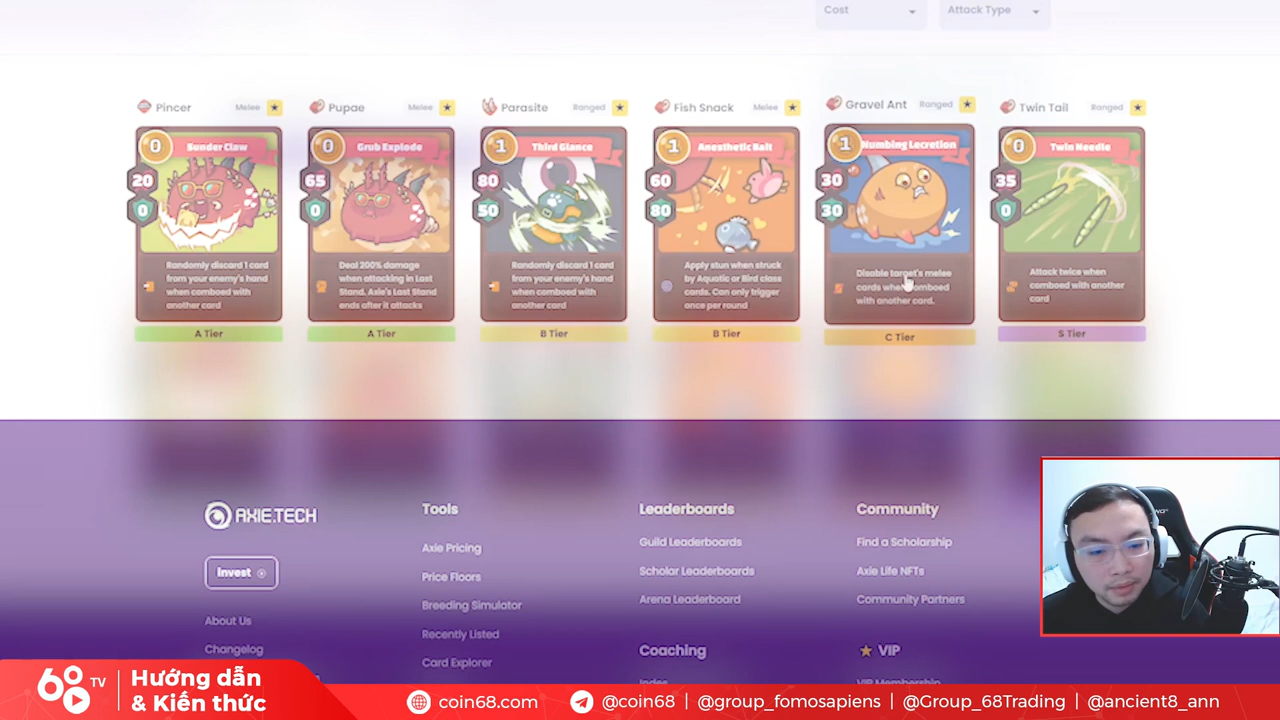 Cost
Attack Type
Pincer
Melee
Pupae
Melee
Parasite
Ranged
Fish Snack
Melee
Gravel Ant
Ranged
Twin Tail
Ranged
0
Sunder Claw
20
0
Randomly discard 1 card
from your enemy's hand
when comboed with
another card
A Tier
0
Grub Explode
65
0
Deal 200% damage
when attacking in Last
Stand. Axie's Last Stand
ends after it attacks
A Tier
1
Third Glance
80
50
Randomly discard 1 card
from your enemy's hand
when comboed with
another card
B Tier
1
Anesthetic Bait
60
80
Apply stun when struck
by Aquatic or Bird class
cards. Can only trigger
once per round
B Tier
1
Numbing Lecretion
30
30
Disable target's melee
cards when comboed
with another card.
C Tier
0
Twin Needle
35
0
Attack twice when
comboed with another
card
S Tier
AXIE.TECH
Invest
About Us
Changelog
Tools
Axie Pricing
Price Floors
Breeding Simulator
Recently Listed
Card Explorer
Leaderboards
Guild Leaderboards
Scholar Leaderboards
Arena Leaderboard
Coaching
Index
Community
Find a Scholarship
Axie Life NFTs
Community Partners
VIP
VIP Membership
68 TV
Hướng dẫn
& Kiến thức
coin68.com
@coin68 | @group_fomosapiens | @Group_68Trading | @ancient8_ann